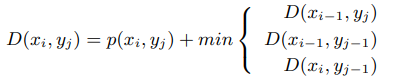 D(x_{i-1}, y_j)
D(x_i, y_j) = p(x_i, y_j) + min { D(x_{i-1}, y_{j-1})
D(x_i, y_{j-1})